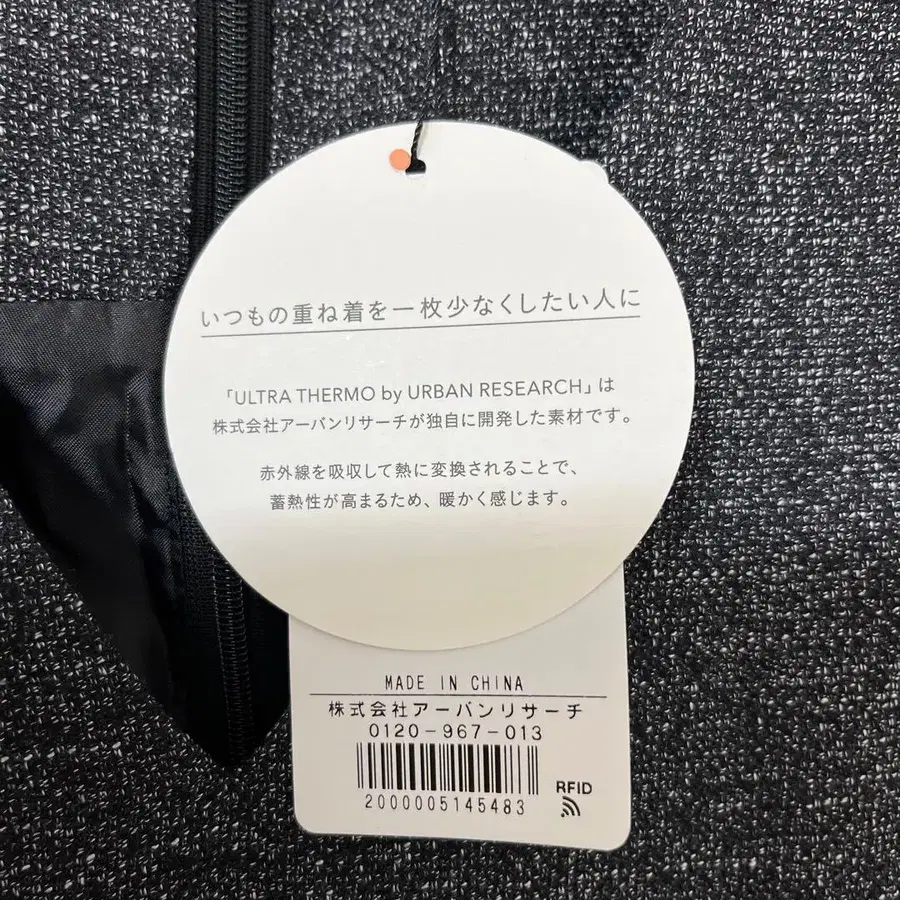 いつもの重ね着を一枚少なくしたい人に
「ULTRA THERMO by URBAN RESEARCH」は
株式会社アーバンリサーチが独自に開発した素材です。
赤外線を吸収して熱に変換されることで、
蓄熱性が高まるため、暖かく感じます。
MADE IN CHINA
株式会社アーバンリサーチ
0120-967-013
2000005145483
RFID